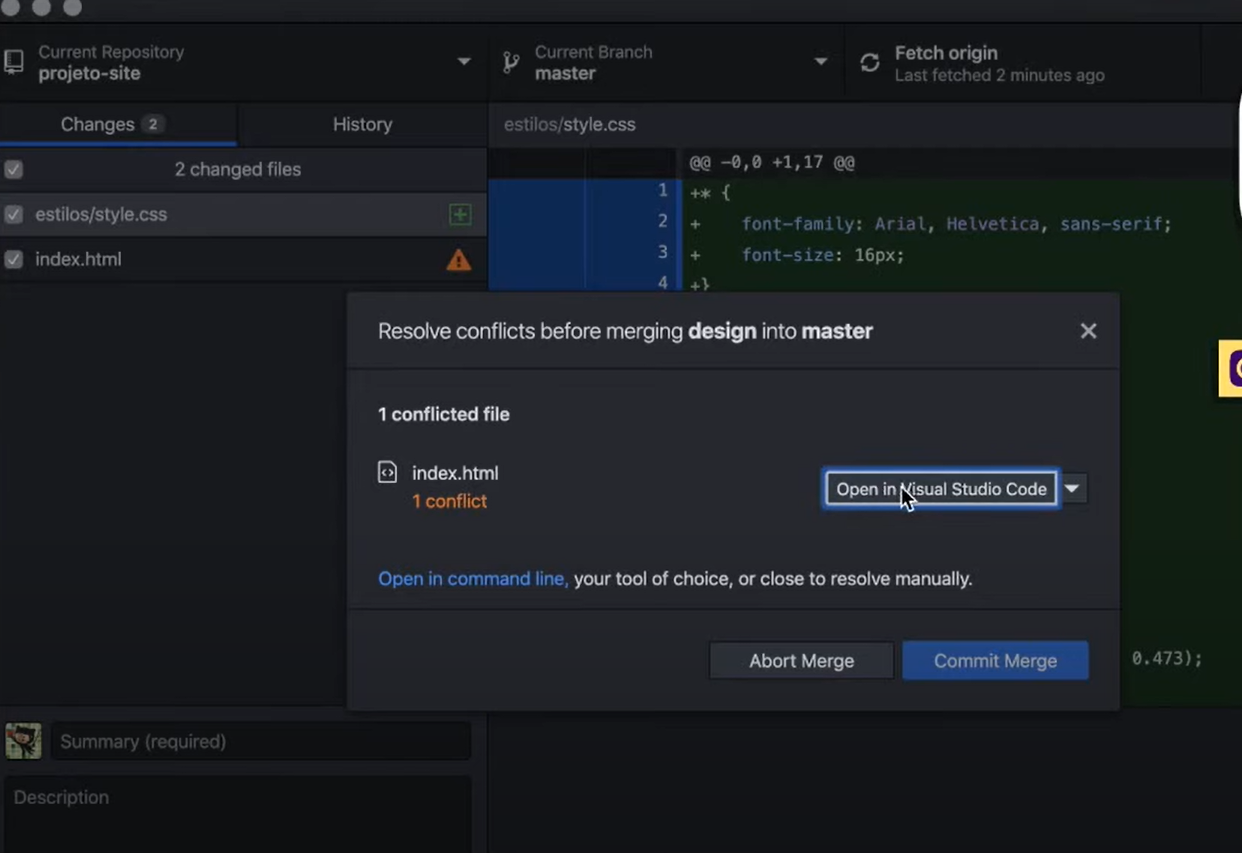 Current Repository
projeto-site
Current Branch
master
Fetch origin
Last fetched 2 minutes ago
Changes 2
History
estilos/style.css
2 changed files
estilos/style.css
index.html
@@ -0,0 +1,17 @@
1 +* {
2 + font-family: Arial, Helvetica, sans-serif;
3 + font-size: 16px;
4 +}
Resolve conflicts before merging design into master
1 conflicted file
index.html
1 conflict
Open in Visual Studio Code
Open in command line, your tool of choice, or close to resolve manually.
Abort Merge
Commit Merge
0.473);
Summary (required)
Description